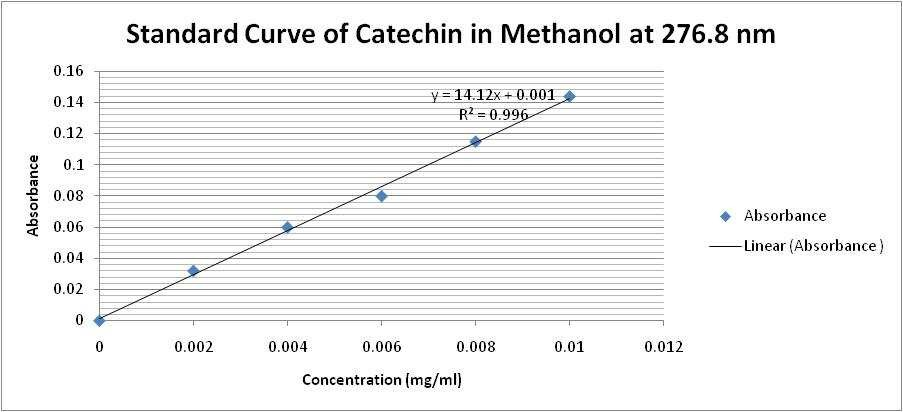 Standard Curve of Catechin in Methanol at 276.8 nm
0.16
0.14
0.12
0.1
0.08
0.06
0.04
0.02
0
Absorbance
y = 14.12x + 0.001
R² = 0.996
0 0.002 0.004 0.006 0.008 0.01 0.012
Concentration (mg/ml)
Absorbance
Linear (Absorbance )